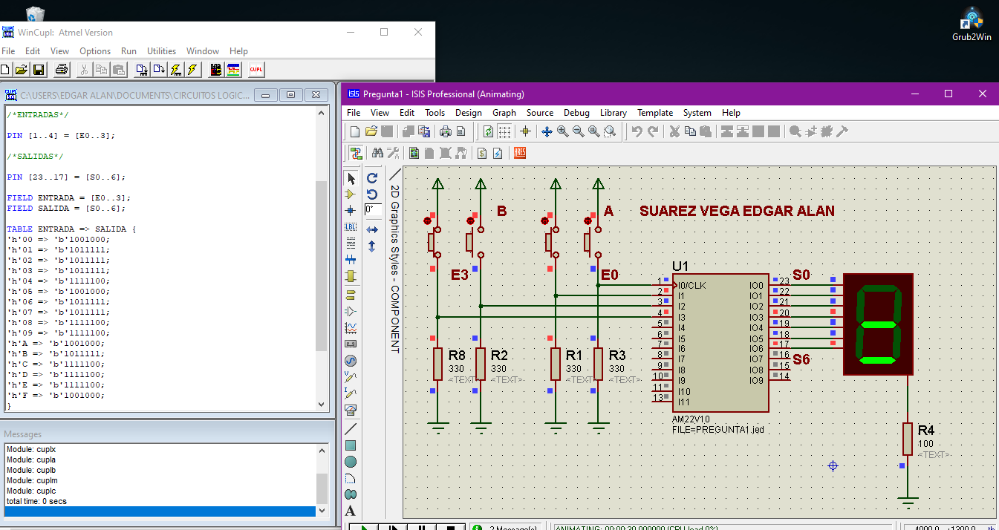 Grub2Win
WinCupl: Atmel Version
File Edit View Options Run Utilities Window Help
CUPL
C:\USERS\EDGAR ALAN\DOCUMENTS\CIRCUITOS LOGIC...
/*ENTRADAS*/
PIN [1..4] = [E0..3];
/*SALIDAS*/
PIN [23..17] = [S0..6];
FIELD ENTRADA = [E0..3];
FIELD SALIDA = [S0..6];
TABLE ENTRADA => SALIDA {
'h'00 => 'b'1001000;
'h'01 => 'b'1011111;
'h'02 => 'b'1011111;
'h'03 => 'b'1011111;
'h'04 => 'b'1111100;
'h'05 => 'b'1001000;
'h'06 => 'b'1011111;
'h'07 => 'b'1011111;
'h'08 => 'b'1111100;
'h'09 => 'b'1111100;
'h'A => 'b'1001000;
'h'B => 'b'1011111;
'h'C => 'b'1111100;
'h'D => 'b'1111100;
'h'E => 'b'1111100;
'h'F => 'b'1001000;
}
Messages
Module: cuplx
Module: cupla
Module: cuplb
Module: cuplm
Module: cuplc
total time: 0 secs
ISIS Pregunta1 - ISIS Professional (Animating)
File View Edit Tools Design Graph Source Debug Library Template System Help
ARES
LBL
0°
2D Graphics Styles - COMPONENT
A
B A SUAREZ VEGA EDGAR ALAN
E3 E0
U1
S0
S6
1 I0/CLK IO0 23
2 I1 IO1 22
3 I2 IO2 21
4 I3 IO3 20
5 I4 IO4 19
6 I5 IO5 18
7 I6 IO6 17
8 I7 IO7 16
9 I8 IO8 15
10 I9 IO9 14
11 I10
13 I11
AM22V10
FILE=PREGUNTA1.jed
R8
330
<TEXT>
R2
330
<TEXT>
R1
330
<TEXT>
R3
330
<TEXT>
R4
100
<TEXT>
2 Message(s)
ANIMATING: 00:00:30.000000 (CPU load 0%)
4000.0 +1300.0 th